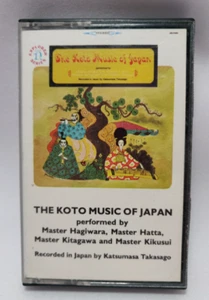 The Koto Music of Japan
THE KOTO MUSIC OF JAPAN
performed by
Master Hagiwara, Master Hatta,
Master Kitagawa and Master Kikusui
Recorded in Japan by Katsumasa Takasago